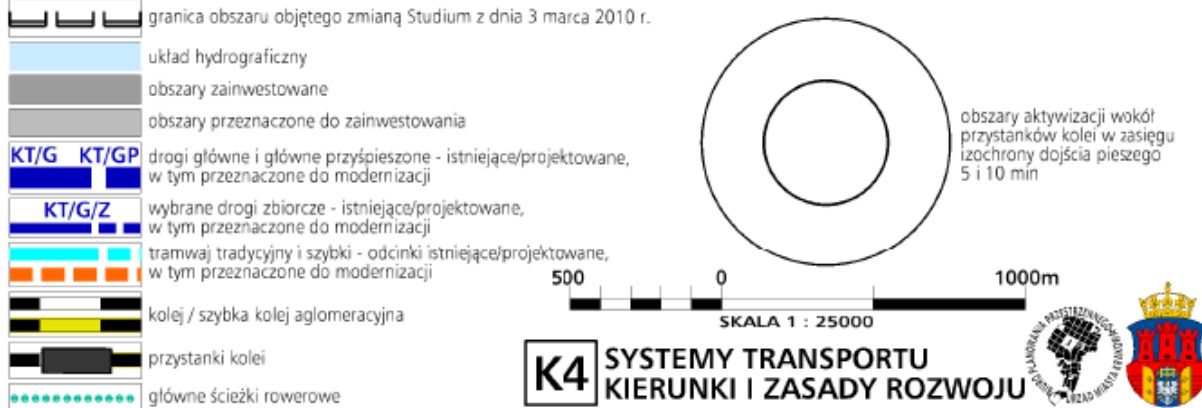 granica obszaru objętego zmianą Studium z dnia 3 marca 2010 r.
układ hydrograficzny
obszary zainwestowane
obszary przeznaczone do zainwestowania
KT/G KT/GP
drogi główne i główne przyśpieszone - istniejące/projektowane,
w tym przeznaczone do modernizacji
KT/G/Z
wybrane drogi zbiorcze - istniejące/projektowane,
w tym przeznaczone do modernizacji
tramwaj tradycyjny i szybki - odcinki istniejące/projektowane,
w tym przeznaczone do modernizacji
kolej / szybka kolej aglomeracyjna
przystanki kolei
główne ścieżki rowerowe
obszary aktywizacji wokół
przystanków kolei w zasięgu
izochrony dojścia pieszego
5 i 10 min
500 0 1000m
SKALA 1 : 25000
K4 SYSTEMY TRANSPORTU
KIERUNKI I ZASADY ROZWOJU
URZĄD MIASTA KRAKOWA